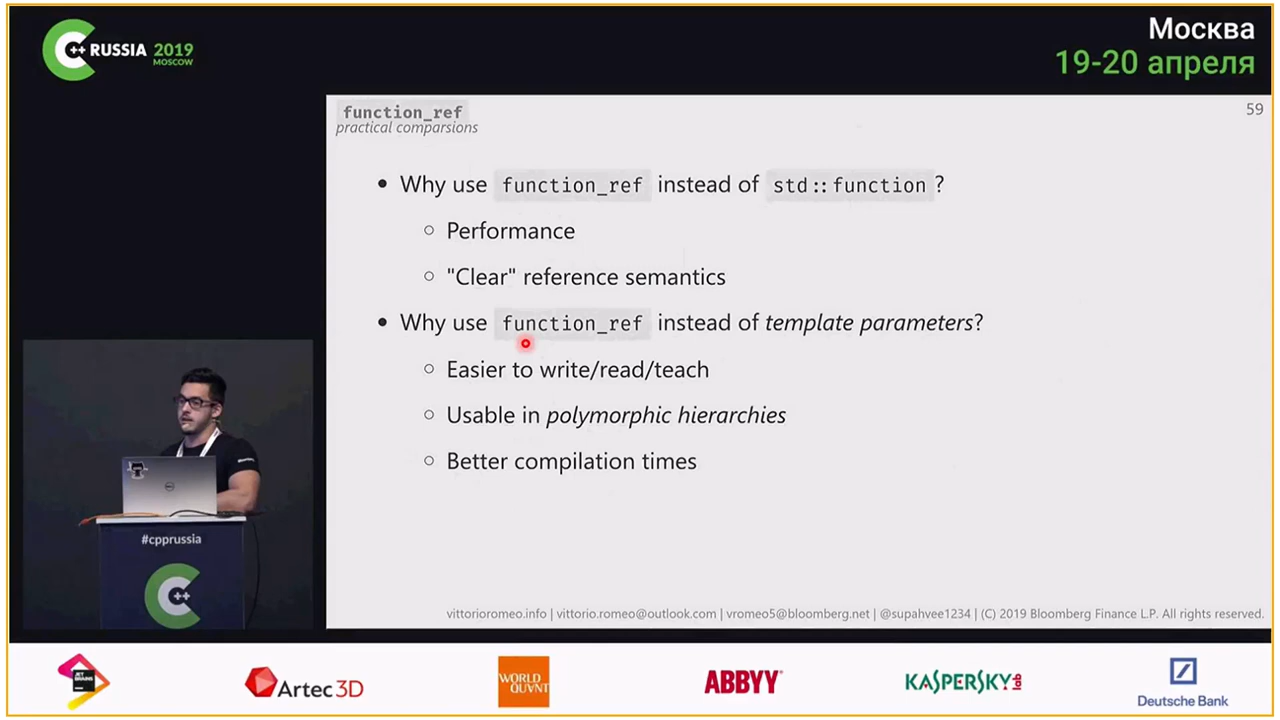 C++ RUSSIA 2019
MOSCOW
Москва
19-20 апреля
function_ref
practical comparsions
59
• Why use function_ref instead of std::function?
○ Performance
○ "Clear" reference semantics
• Why use function_ref instead of template parameters?
○ Easier to write/read/teach
○ Usable in polymorphic hierarchies
○ Better compilation times
#cpprussia
C++
vittorioromeo.info | vittorio.romeo@outlook.com | vromeo5@bloomberg.net | @supahvee1234 | (C) 2019 Bloomberg Finance L.P. All rights reserved.
JET BRAINS
Artec 3D
WORLD QUANT
ABBYY®
KASPERSKY lab
Deutsche Bank